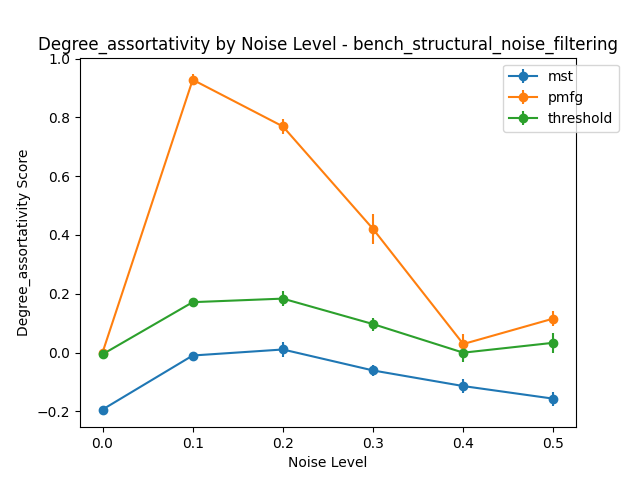 Degree_assortativity by Noise Level - bench_structural_noise_filtering
mst
pmfg
threshold
Degree_assortativity Score
1.0
0.8
0.6
0.4
0.2
0.0
−0.2
0.0 0.1 0.2 0.3 0.4 0.5
Noise Level